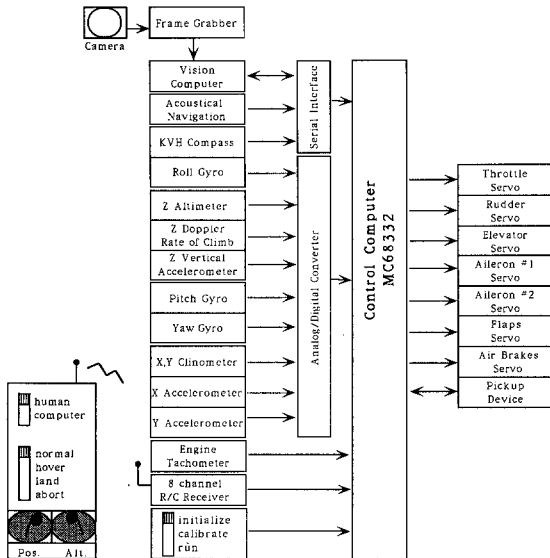 Frame Grabber
Camera
Vision
Computer
Acoustical
Navigation
KVH Compass
Roll Gyro
Z Altimeter
Z Doppler
Rate of Climb
Z Vertical
Accelerometer
Pitch Gyro
Yaw Gyro
X,Y Clinometer
X Accelerometer
Y Accelerometer
Engine
Tachometer
8 channel
R/C Receiver
initialize
calibrate
run
Serial Interface
Analog/Digital Converter
Control Computer
MC68332
Throttle
Servo
Rudder
Servo
Elevator
Servo
Aileron #1
Servo
Aileron #2
Servo
Flaps
Servo
Air Brakes
Servo
Pickup
Device
human
computer
normal
hover
land
abort
Pos. Alt.